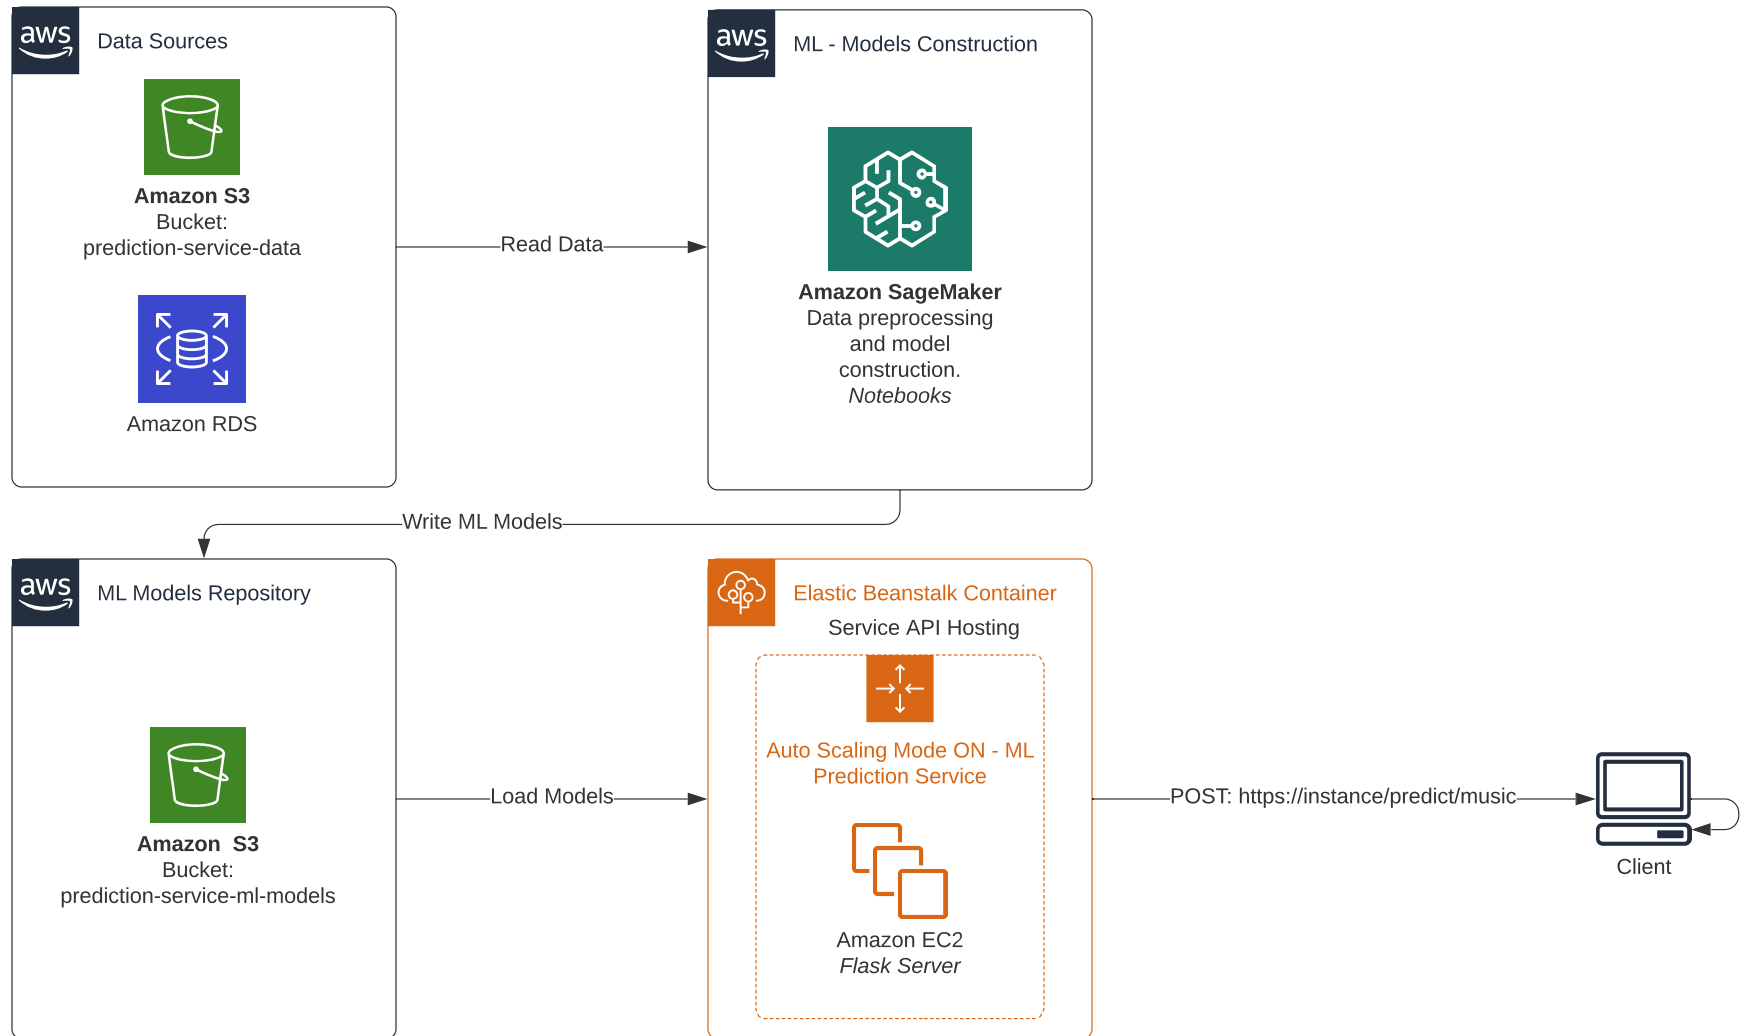 aws
Data Sources
Amazon S3
Bucket:
prediction-service-data
Amazon RDS
Read Data
aws
ML - Models Construction
Amazon SageMaker
Data preprocessing
and model
construction.
Notebooks
Write ML Models
aws
ML Models Repository
Amazon  S3
Bucket:
prediction-service-ml-models
Load Models
Elastic Beanstalk Container
Service API Hosting
Auto Scaling Mode ON - ML
Prediction Service
Amazon EC2
Flask Server
POST: https://instance/predict/music
Client